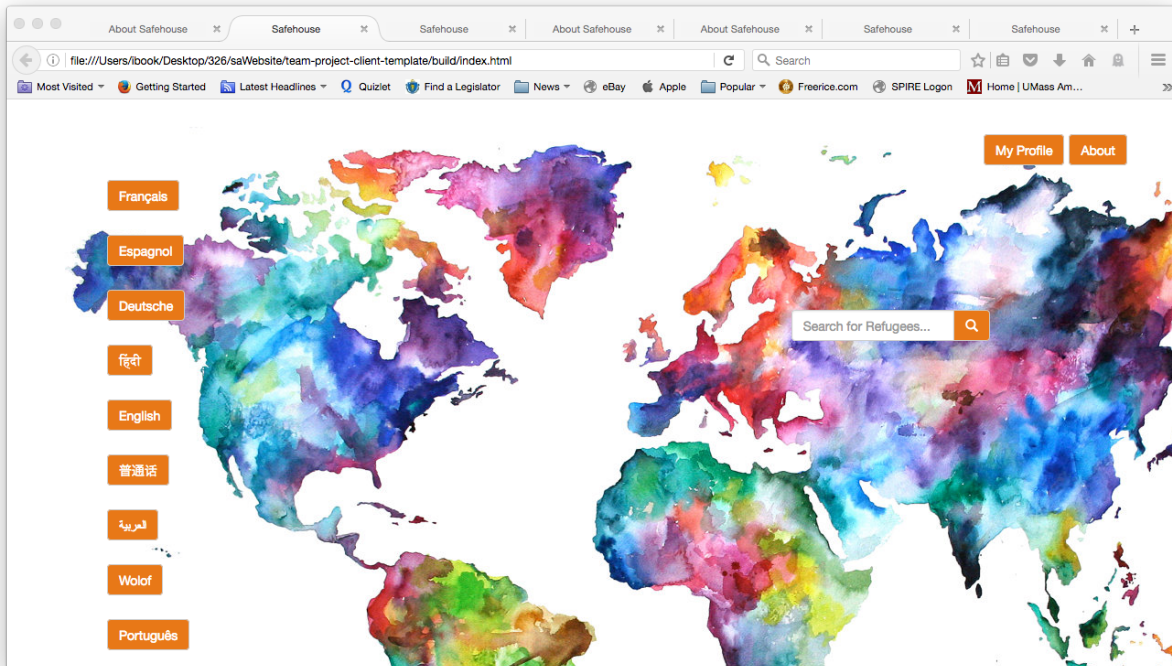 About Safehouse
Safehouse
Safehouse
About Safehouse
About Safehouse
Safehouse
Safehouse
file:///Users/ibook/Desktop/326/saWebsite/team-project-client-template/build/index.html
Search
Most Visited
Getting Started
Latest Headlines
Quizlet
Find a Legislator
News
eBay
Apple
Popular
Freerice.com
SPIRE Logon
M Home | UMass Am...
My Profile
About
Français
Espagnol
Deutsche
हिंदी
English
普通话
العربية
Wolof
Português
Search for Refugees...